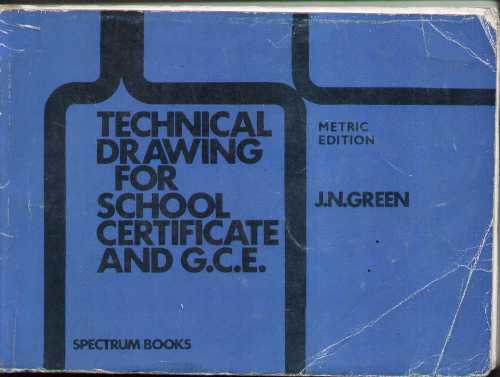 TECHNICAL
DRAWING
FOR
SCHOOL
CERTIFICATE
AND G.C.E.
METRIC
EDITION
J.N.GREEN
SPECTRUM BOOKS